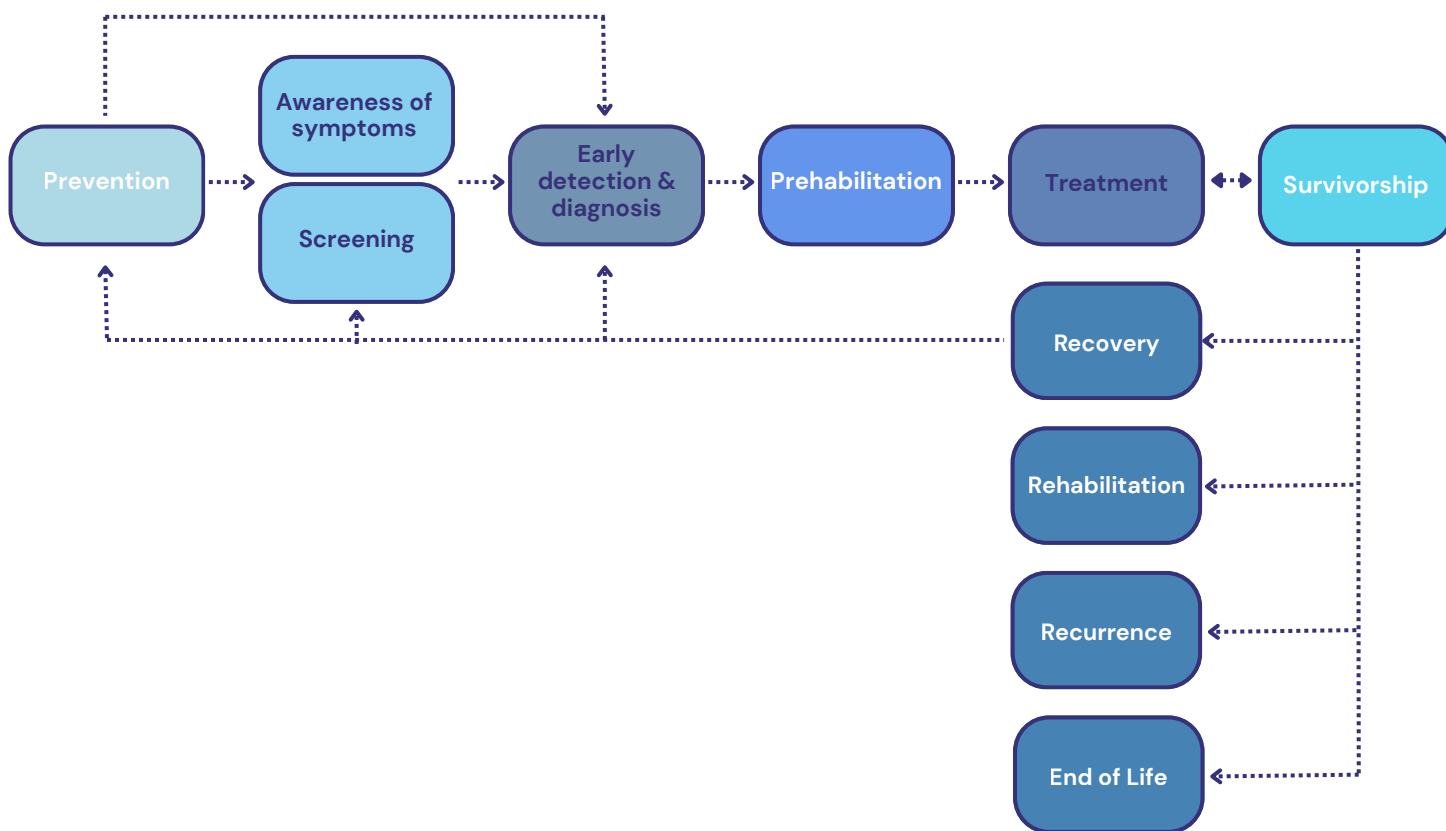 Awareness of
symptoms
Prevention
Screening
Early
detection &
diagnosis
Prehabilitation
Treatment
Survivorship
Recovery
Rehabilitation
Recurrence
End of Life